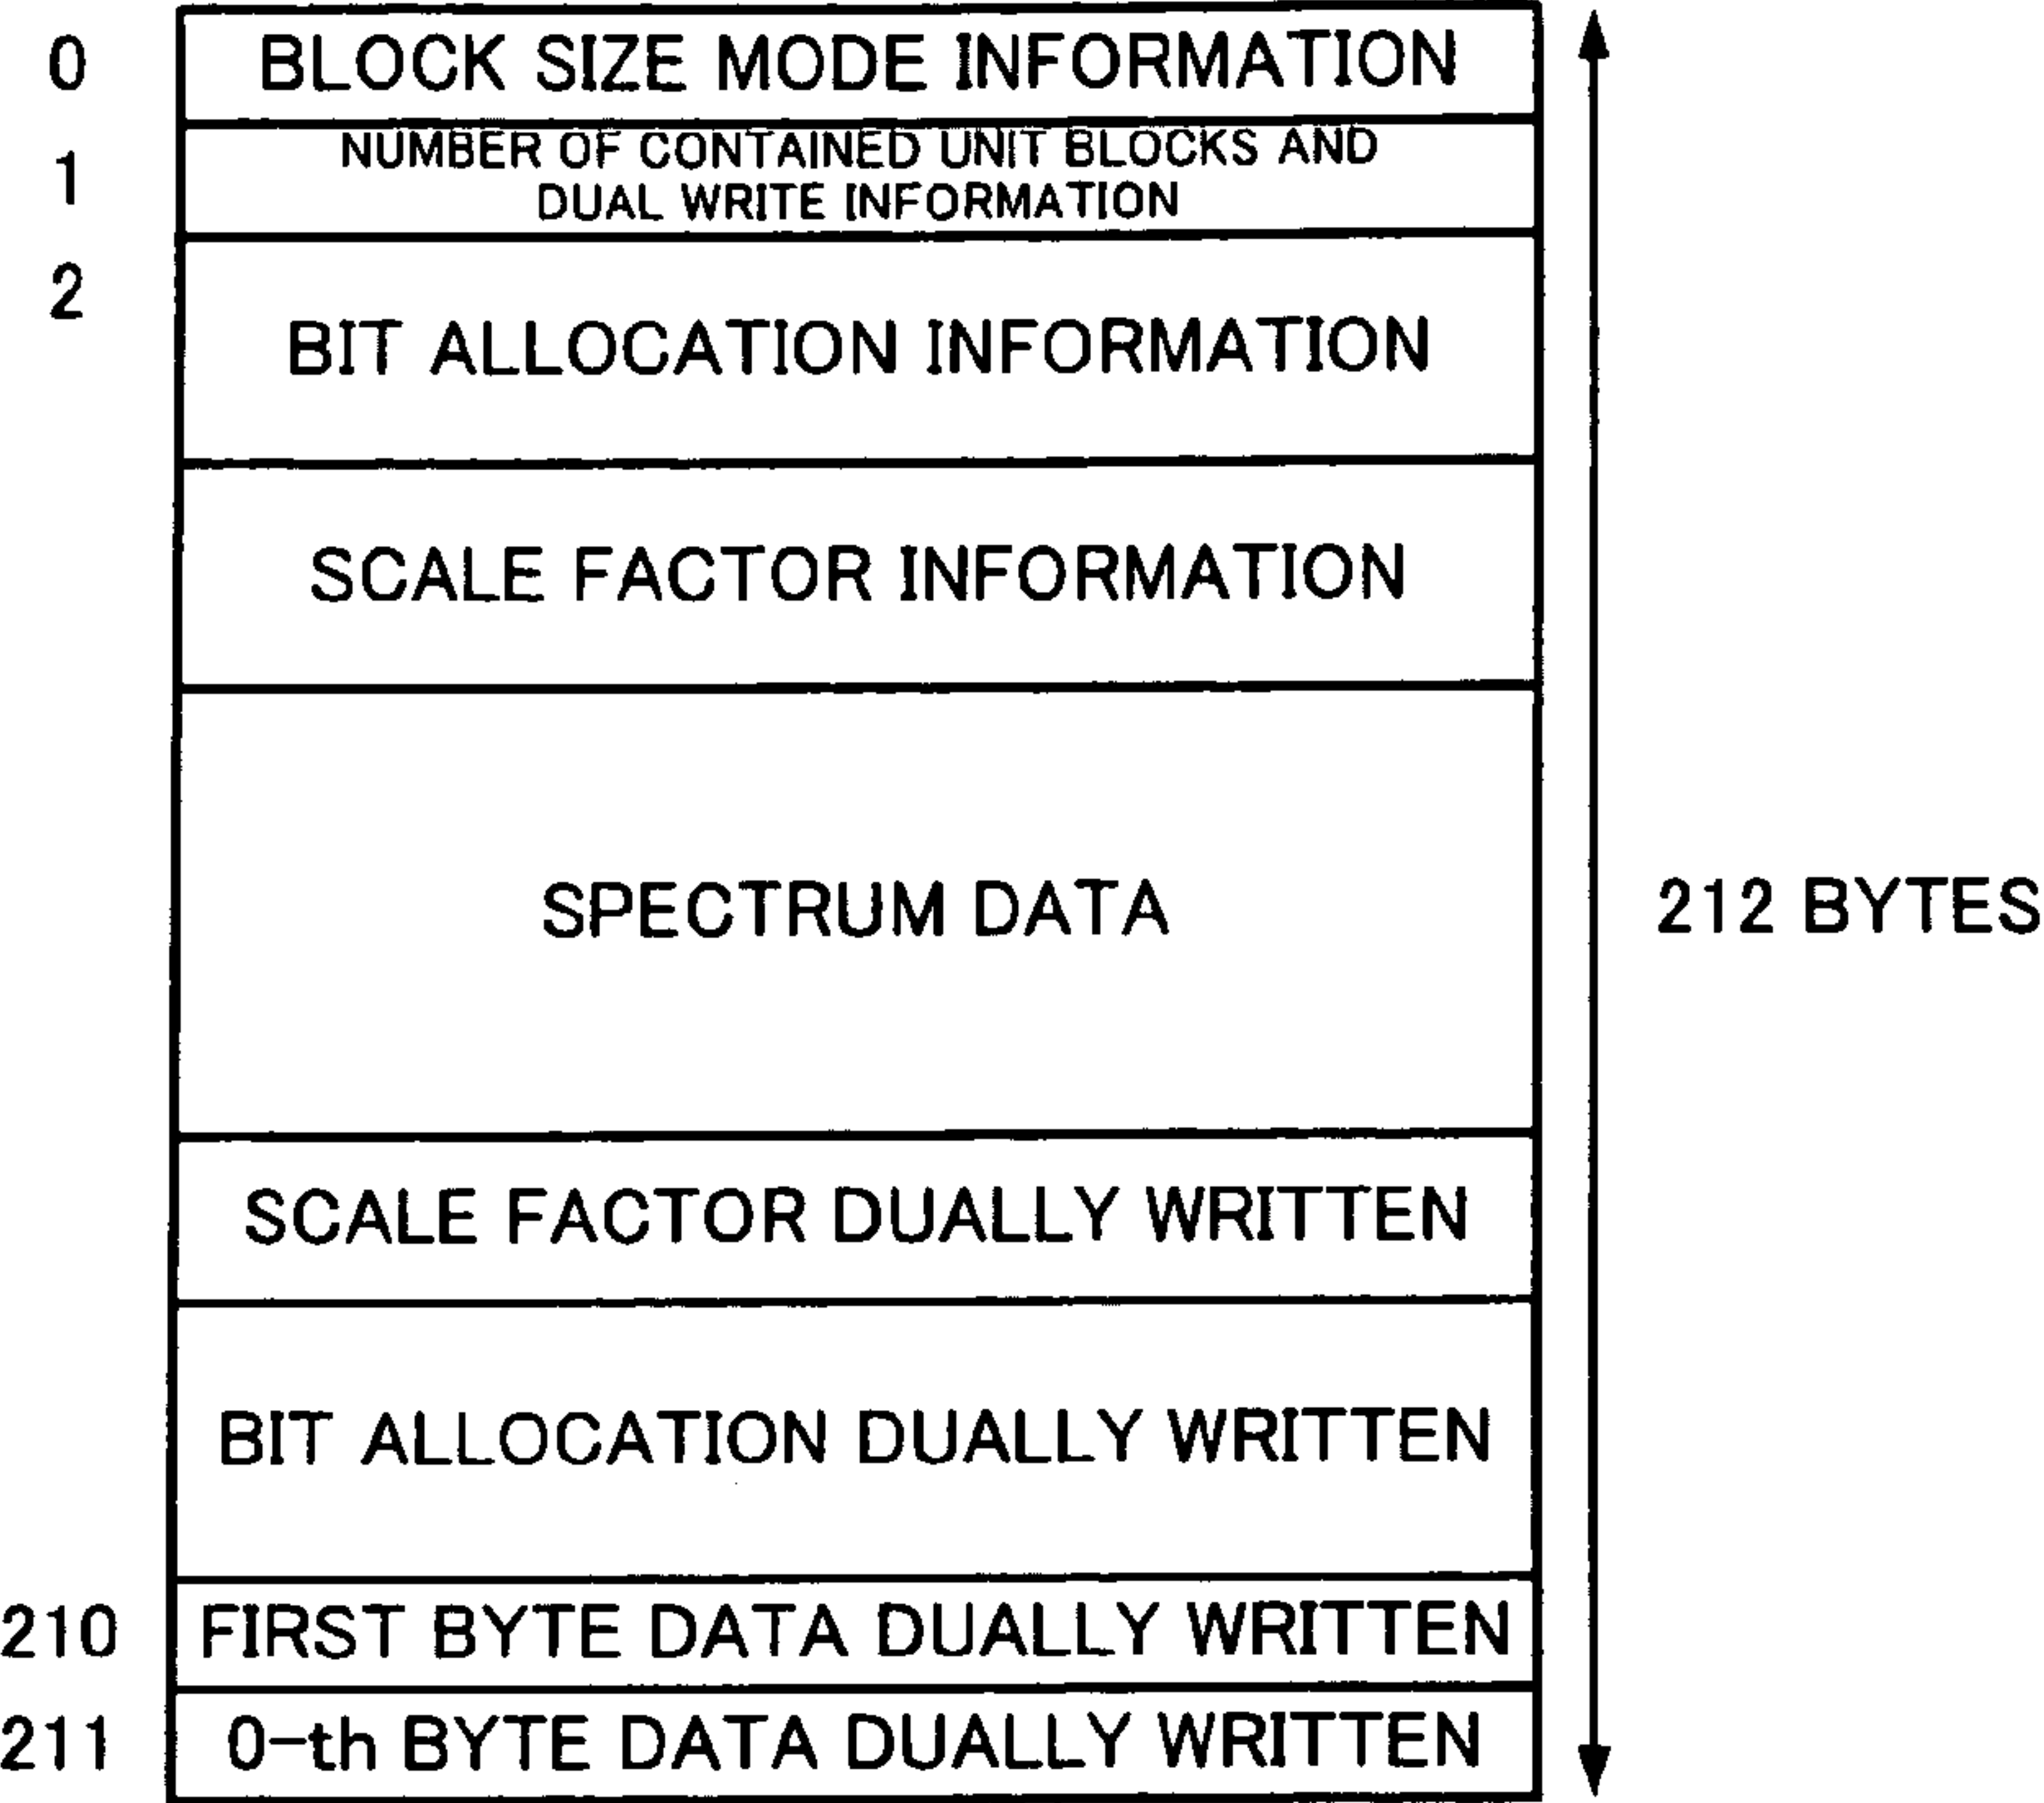 0 BLOCK SIZE MODE INFORMATION
1 NUMBER OF CONTAINED UNIT BLOCKS AND
DUAL WRITE INFORMATION
2
BIT ALLOCATION INFORMATION
SCALE FACTOR INFORMATION
SPECTRUM DATA 212 BYTES
SCALE FACTOR DUALLY WRITTEN
BIT ALLOCATION DUALLY WRITTEN
210 FIRST BYTE DATA DUALLY WRITTEN
211 0-th BYTE DATA DUALLY WRITTEN